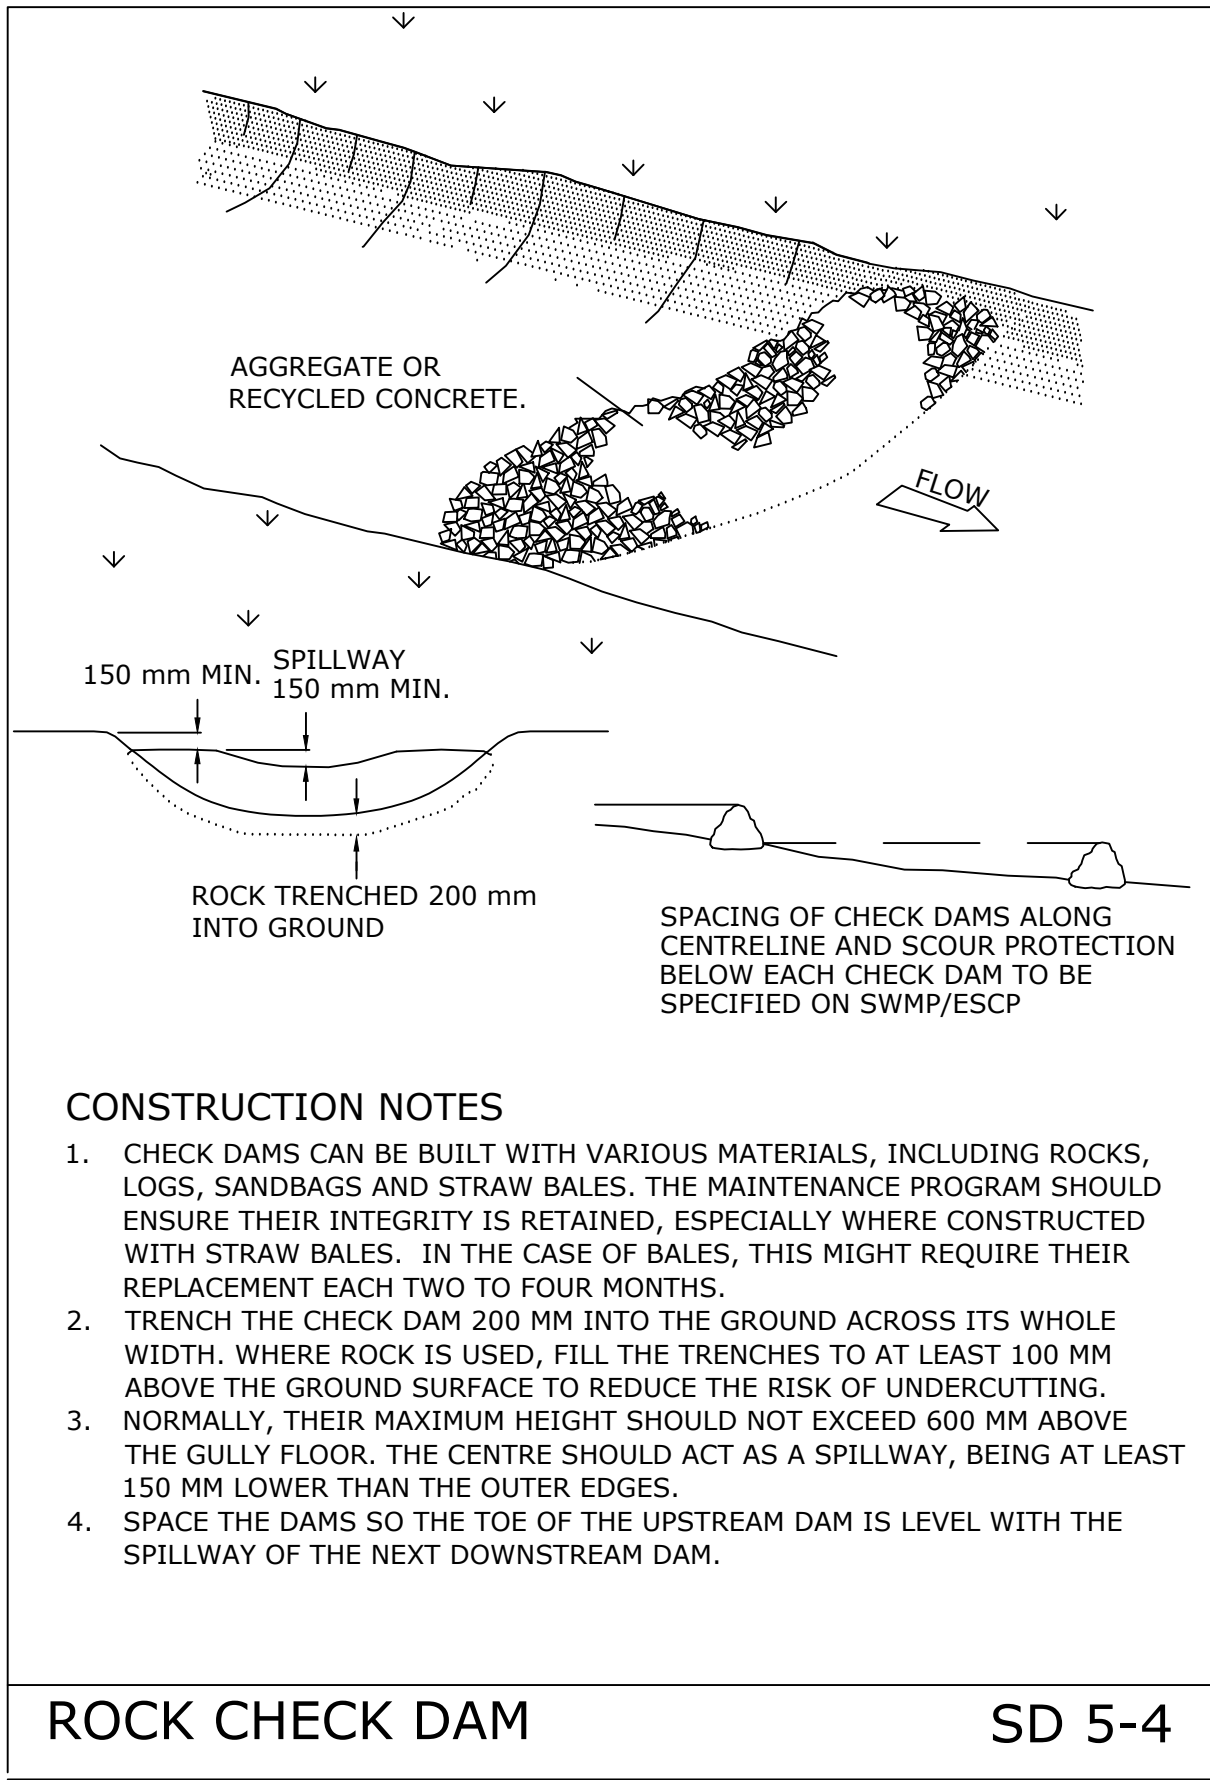 AGGREGATE OR
RECYCLED CONCRETE.
FLOW
150 mm MIN.
SPILLWAY
150 mm MIN.
ROCK TRENCHED 200 mm
INTO GROUND
SPACING OF CHECK DAMS ALONG
CENTRELINE AND SCOUR PROTECTION
BELOW EACH CHECK DAM TO BE
SPECIFIED ON SWMP/ESCP
CONSTRUCTION NOTES
1. CHECK DAMS CAN BE BUILT WITH VARIOUS MATERIALS, INCLUDING ROCKS,
LOGS, SANDBAGS AND STRAW BALES. THE MAINTENANCE PROGRAM SHOULD
ENSURE THEIR INTEGRITY IS RETAINED, ESPECIALLY WHERE CONSTRUCTED
WITH STRAW BALES. IN THE CASE OF BALES, THIS MIGHT REQUIRE THEIR
REPLACEMENT EACH TWO TO FOUR MONTHS.
2. TRENCH THE CHECK DAM 200 MM INTO THE GROUND ACROSS ITS WHOLE
WIDTH. WHERE ROCK IS USED, FILL THE TRENCHES TO AT LEAST 100 MM
ABOVE THE GROUND SURFACE TO REDUCE THE RISK OF UNDERCUTTING.
3. NORMALLY, THEIR MAXIMUM HEIGHT SHOULD NOT EXCEED 600 MM ABOVE
THE GULLY FLOOR. THE CENTRE SHOULD ACT AS A SPILLWAY, BEING AT LEAST
150 MM LOWER THAN THE OUTER EDGES.
4. SPACE THE DAMS SO THE TOE OF THE UPSTREAM DAM IS LEVEL WITH THE
SPILLWAY OF THE NEXT DOWNSTREAM DAM.
ROCK CHECK DAM
SD 5-4